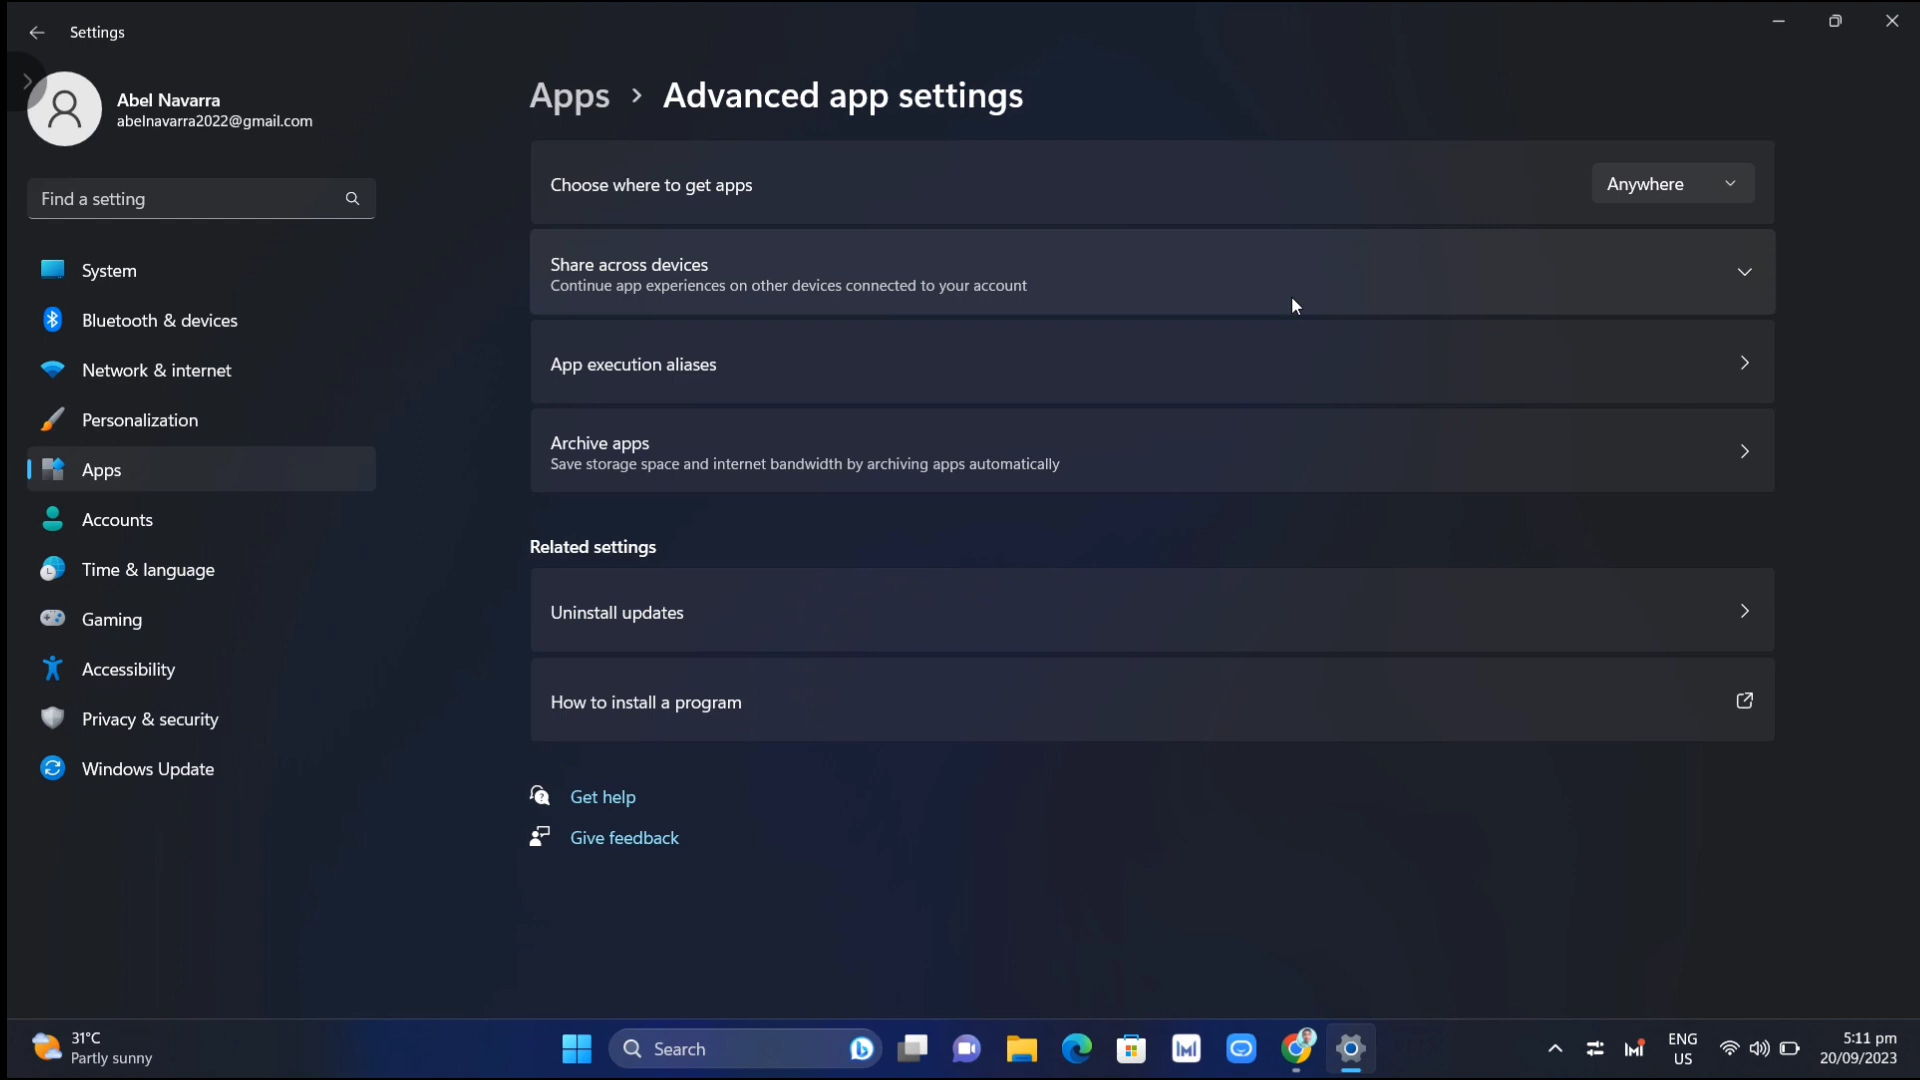 Settings
Abel Navarra
abelnavarra2022@gmail.com
Find a setting
System
Bluetooth & devices
Network & internet
Personalization
Apps
Accounts
Time & language
Gaming
Accessibility
Privacy & security
Windows Update
Apps > Advanced app settings
Choose where to get apps
Anywhere
Share across devices
Continue app experiences on other devices connected to your account
App execution aliases
Archive apps
Save storage space and internet bandwidth by archiving apps automatically
Related settings
Uninstall updates
How to install a program
Get help
Give feedback
31°C
Partly sunny
Search
ENG
US
5:11 pm
20/09/2023